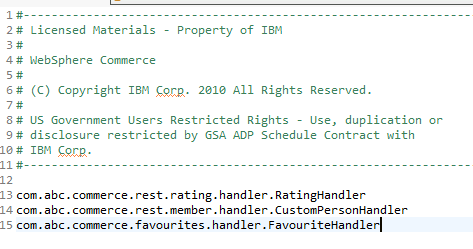 1 #-----------------------------------------------------------------
2 # Licensed Materials - Property of IBM
3 #
4 # WebSphere Commerce
5 #
6 # (C) Copyright IBM Corp. 2010 All Rights Reserved.
7 #
8 # US Government Users Restricted Rights - Use, duplication or
9 # disclosure restricted by GSA ADP Schedule Contract with
10 # IBM Corp.
11 #-----------------------------------------------------------------
12
13 com.abc.commerce.rest.rating.handler.RatingHandler
14 com.abc.commerce.rest.member.handler.CustomPersonHandler
15 com.abc.commerce.favourites.handler.FavouriteHandler